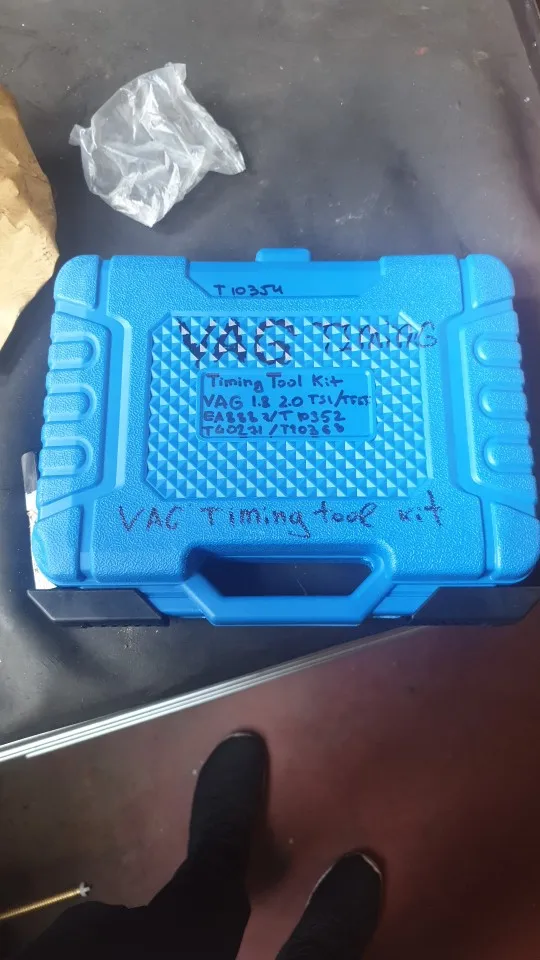 T10354
VAG TIMING
Timing Tool Kit
VAG 1.8 2.0 TSI/TFSI
EA888 2/T10352
T40271/T10368
VAG Timing tool kit